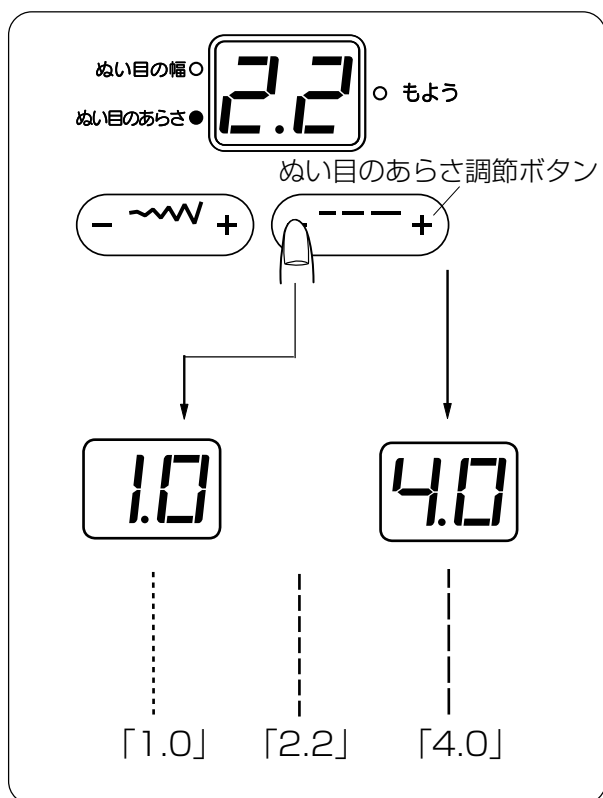 ぬい目の幅
2.2
もよう
ぬい目のあらさ
ぬい目のあらさ調節ボタン
− +
− +
1.0
4.0
「1.0」 「2.2」 「4.0」